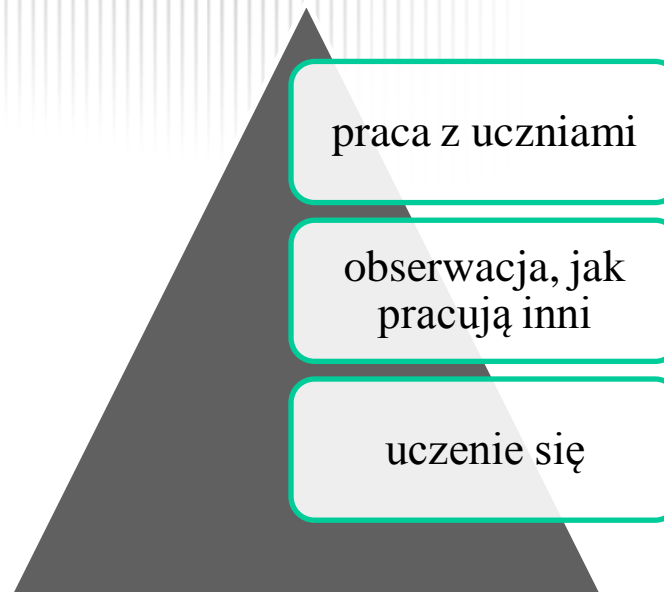 praca z uczniami
obserwacja, jak
pracują inni
uczenie się